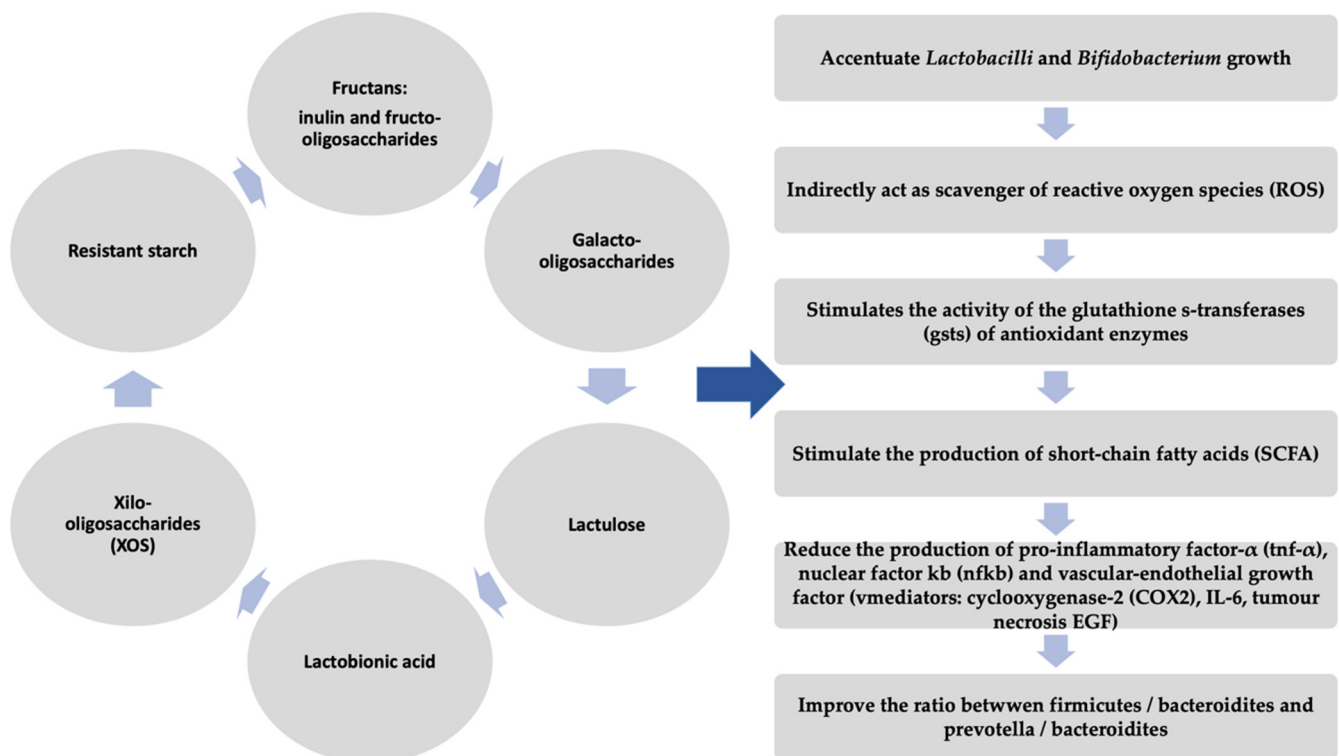 Fructans:
inulin and fructo-
oligosaccharides
Galacto-
oligosaccharides
Lactulose
Lactobionic acid
Xilo-
oligosaccharides
(XOS)
Resistant starch
Accentuate Lactobacilli and Bifidobacterium growth
Indirectly act as scavenger of reactive oxygen species (ROS)
Stimulates the activity of the glutathione s-transferases
(gsts) of antioxidant enzymes
Stimulate the production of short-chain fatty acids (SCFA)
Reduce the production of pro-inflammatory factor-α (tnf-α),
nuclear factor kb (nfkb) and vascular-endothelial growth
factor (vmediators: cyclooxygenase-2 (COX2), IL-6, tumour
necrosis EGF)
Improve the ratio betwwen firmicutes / bacteroidites and
prevotella / bacteroidites